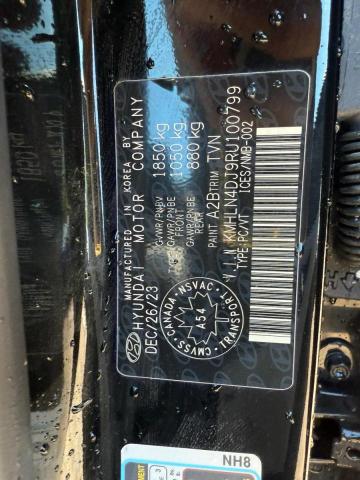 MANUFACTURED IN KOREA BY
HYUNDAI MOTOR COMPANY
DEC/26/23
GVWR/PNBV 1850 kg
GAWR/PNBE FRONT 1050 kg
GAWR/PNBE REAR 880 kg
PAINT A2B TRIM TVN
V.I.N KMHLN4DJ9RU100799
TYPE:PC/VT ICES/NMB-002
CANADA NSVAC
A54
CMVSS TRANSPORT
NH8